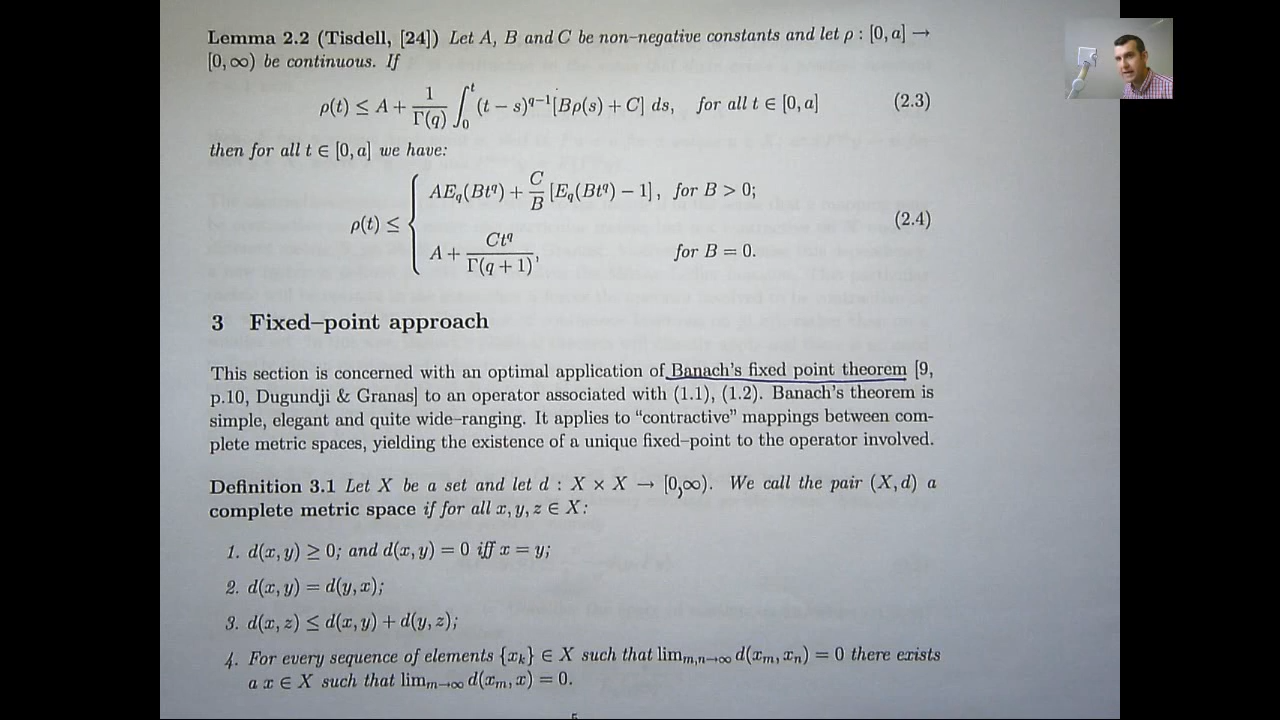 Lemma 2.2 (Tisdell, [24]) Let A, B and C be non–negative constants and let ρ : [0, a] →
[0, ∞) be continuous. If
ρ(t) ≤ A + \frac{1}{Γ(q)} ∫_0^t (t − s)^{q−1}[Bρ(s) + C] ds, for all t ∈ [0, a] (2.3)
then for all t ∈ [0, a] we have:
ρ(t) ≤ { AE_q(Bt^q) + \frac{C}{B} [E_q(Bt^q) − 1] , for B > 0;
A + \frac{Ct^q}{Γ(q + 1)}, for B = 0. (2.4)
3 Fixed–point approach
This section is concerned with an optimal application of Banach's fixed point theorem [9,
p.10, Dugundji & Granas] to an operator associated with (1.1), (1.2). Banach's theorem is
simple, elegant and quite wide–ranging. It applies to “contractive” mappings between com-
plete metric spaces, yielding the existence of a unique fixed–point to the operator involved.
Definition 3.1 Let X be a set and let d : X × X → [0,∞). We call the pair (X, d) a
complete metric space if for all x, y, z ∈ X:
1. d(x, y) ≥ 0; and d(x, y) = 0 iff x = y;
2. d(x, y) = d(y, x);
3. d(x, z) ≤ d(x, y) + d(y, z);
4. For every sequence of elements {x_k} ∈ X such that lim_{m,n→∞} d(x_m, x_n) = 0 there exists
a x ∈ X such that lim_{m→∞} d(x_m, x) = 0.